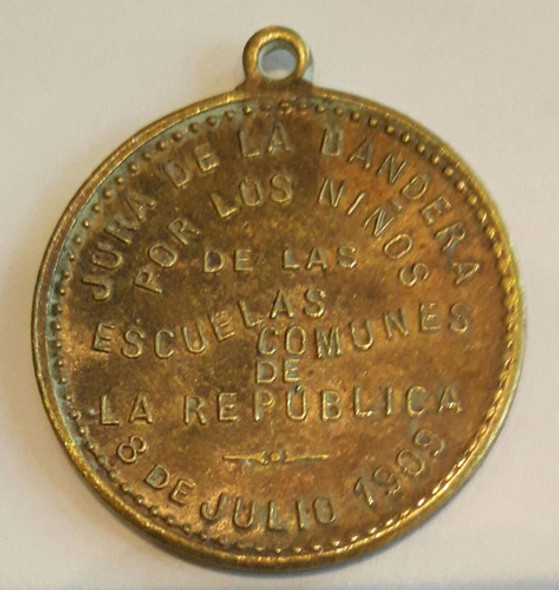 JURA DE LA BANDERA
POR LOS NIÑOS
DE LAS
ESCUELAS
COMUNES
DE
LA REPÚBLICA
8 DE JULIO 1909